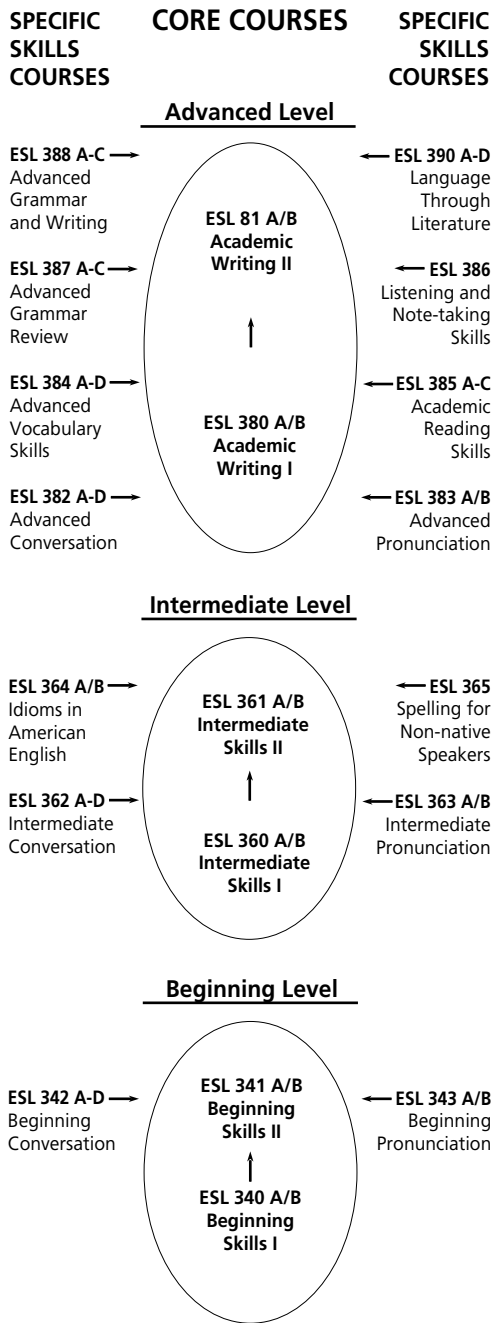 SPECIFIC
SKILLS
COURSES
CORE COURSES
SPECIFIC
SKILLS
COURSES
Advanced Level
ESL 388 A-C
Advanced
Grammar
and Writing
ESL 387 A-C
Advanced
Grammar
Review
ESL 384 A-D
Advanced
Vocabulary
Skills
ESL 382 A-D
Advanced
Conversation
ESL 81 A/B
Academic
Writing II
ESL 380 A/B
Academic
Writing I
ESL 390 A-D
Language
Through
Literature
ESL 386
Listening and
Note-taking
Skills
ESL 385 A-C
Academic
Reading
Skills
ESL 383 A/B
Advanced
Pronunciation
Intermediate Level
ESL 364 A/B
Idioms in
American
English
ESL 362 A-D
Intermediate
Conversation
ESL 361 A/B
Intermediate
Skills II
ESL 360 A/B
Intermediate
Skills I
ESL 365
Spelling for
Non-native
Speakers
ESL 363 A/B
Intermediate
Pronunciation
Beginning Level
ESL 342 A-D
Beginning
Conversation
ESL 341 A/B
Beginning
Skills II
ESL 340 A/B
Beginning
Skills I
ESL 343 A/B
Beginning
Pronunciation